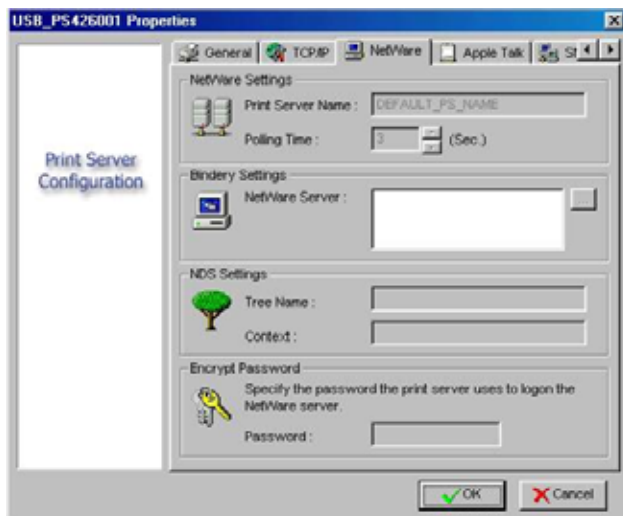 USB_PS426001 Properties
General TCP/IP NetWare Apple Talk
NetWare Settings
Print Server Name : DEFAULT_PS_NAME
Polling Time : 3 (Sec.)
Print Server
Configuration
Bindery Settings
NetWare Server :
NDS Settings
Tree Name :
Context :
Encrypt Password
Specify the password the print server uses to logon the
NetWare server.
Password :
OK Cancel